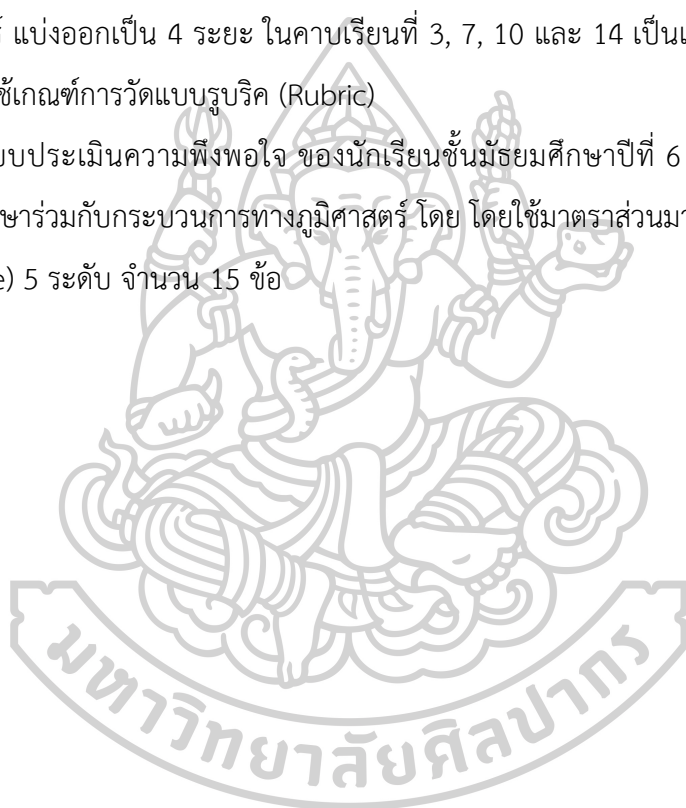 แบ่งออกเป็น 4 ระยะ ในคาบเรียนที่ 3, 7, 10 และ 14 เป็น
ช้เกณฑ์การวัดแบบรูบริค (Rubric)
บบประเมินความพึงพอใจ ของนักเรียนชั้นมัธยมศึกษาปีที่ 6
ษาร่วมกับกระบวนการทางภูมิศาสตร์ โดย โดยใช้มาตราส่วนมา
e) 5 ระดับ จำนวน 15 ข้อ
มหาวิทยาลัยศิลปากร